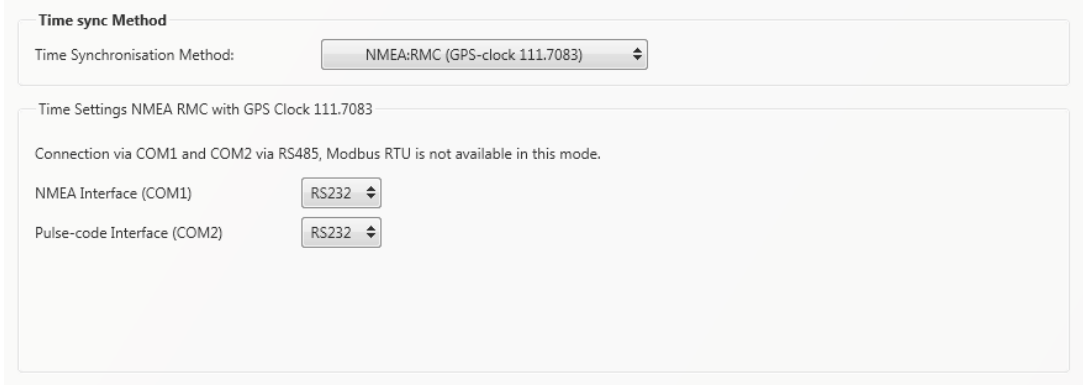 Time sync Method
Time Synchronisation Method: NMEA:RMC (GPS-clock 111.7083)
Time Settings NMEA RMC with GPS Clock 111.7083
Connection via COM1 and COM2 via RS485, Modbus RTU is not available in this mode.
NMEA Interface (COM1) RS232
Pulse-code Interface (COM2) RS232